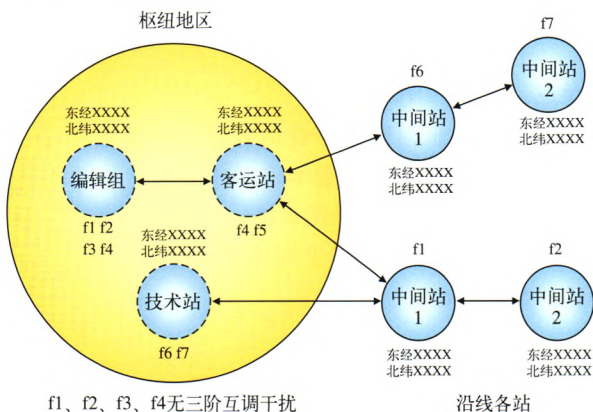 枢纽地区
东经XXXX
北纬XXXX
编辑组
f1 f2
f3 f4
东经XXXX
北纬XXXX
客运站
f4 f5
东经XXXX
北纬XXXX
技术站
f6 f7
f6
中间站
1
东经XXXX
北纬XXXX
f7
中间站
2
东经XXXX
北纬XXXX
f1
中间站
1
东经XXXX
北纬XXXX
f2
中间站
2
东经XXXX
北纬XXXX
f1、f2、f3、f4无三阶互调干扰
沿线各站